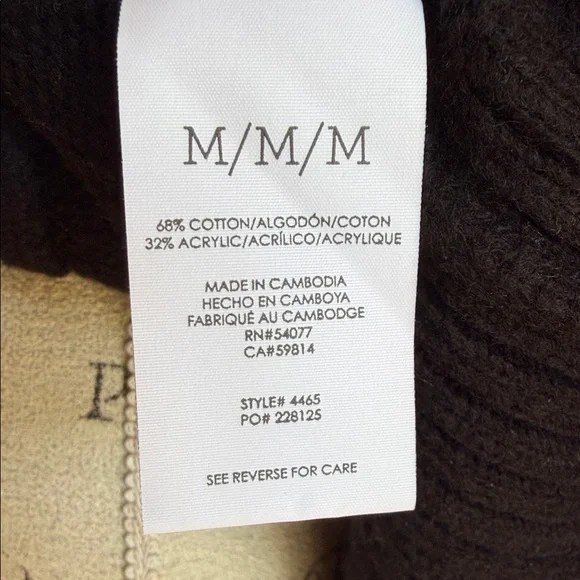 M/M/M
68% COTTON/ALGODÓN/COTON
32% ACRYLIC/ACRÍLICO/ACRYLIQUE
MADE IN CAMBODIA
HECHO EN CAMBOYA
FABRIQUÉ AU CAMBODGE
RN#54077
CA#59814
STYLE# 4465
PO# 228125
SEE REVERSE FOR CARE
P